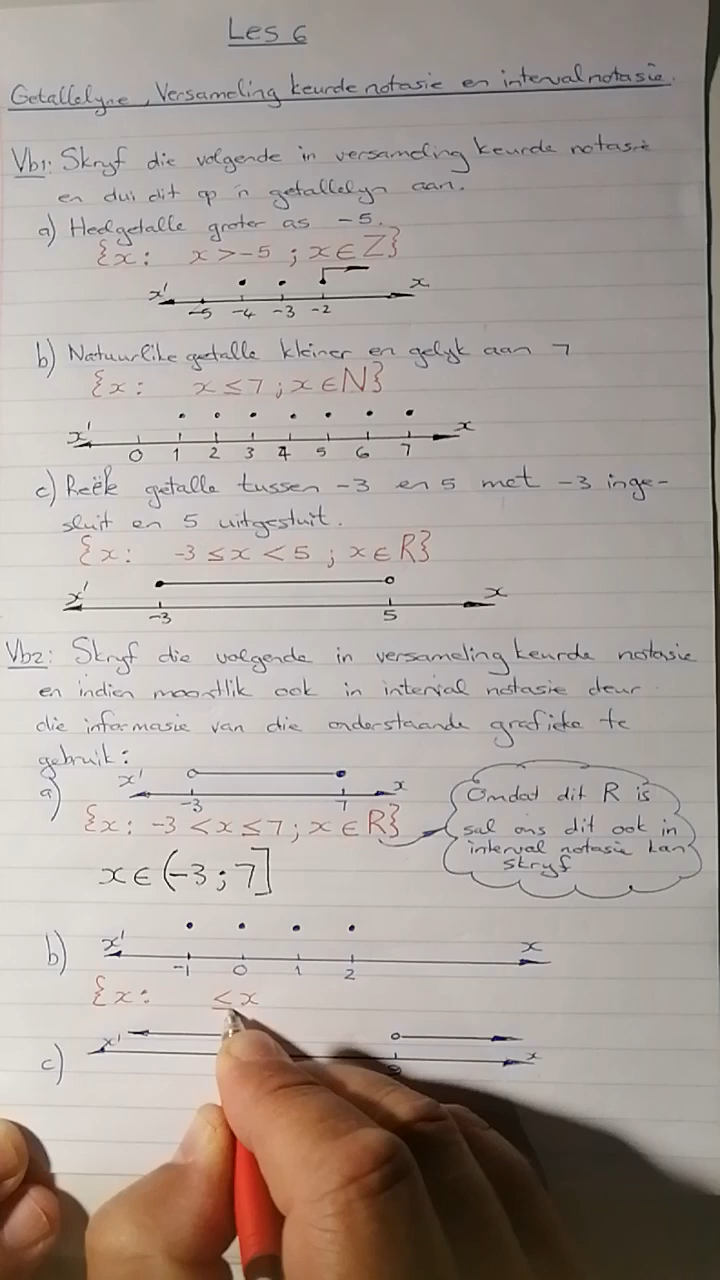 Les 6
Getallelyne, Versameling keurde notasie en intervalnotasie.
Vb1: Skryf die volgende in versameling keurde notasie
en dui dit op 'n getallelyn aan.
a) Heelgetalle groter as -5.
{x: x > -5 ; x ∈ Z}
x' -5 -4 -3 -2 x
b) Natuurlike getalle kleiner en gelyk aan 7
{x: x ≤ 7 ; x ∈ N}
x' 0 1 2 3 4 5 6 7 x
c) Reële getalle tussen -3 en 5 met -3 inge-
sluit en 5 uitgesluit.
{x: -3 ≤ x < 5 ; x ∈ R}
x' -3 5 x
Vb2: Skryf die volgende in versameling keurde notasie
en indien moontlik ook in interval notasie deur
die informasie van die onderstaande grafieke te
gebruik:
a) x' -3 7 x
{x: -3 < x ≤ 7 ; x ∈ R}
Omdat dit R is
sal ons dit ook in
interval notasie kan
skryf
x ∈ (-3 ; 7]
b) x' -1 0 1 2 x
{x: ≤ x
c) x' x